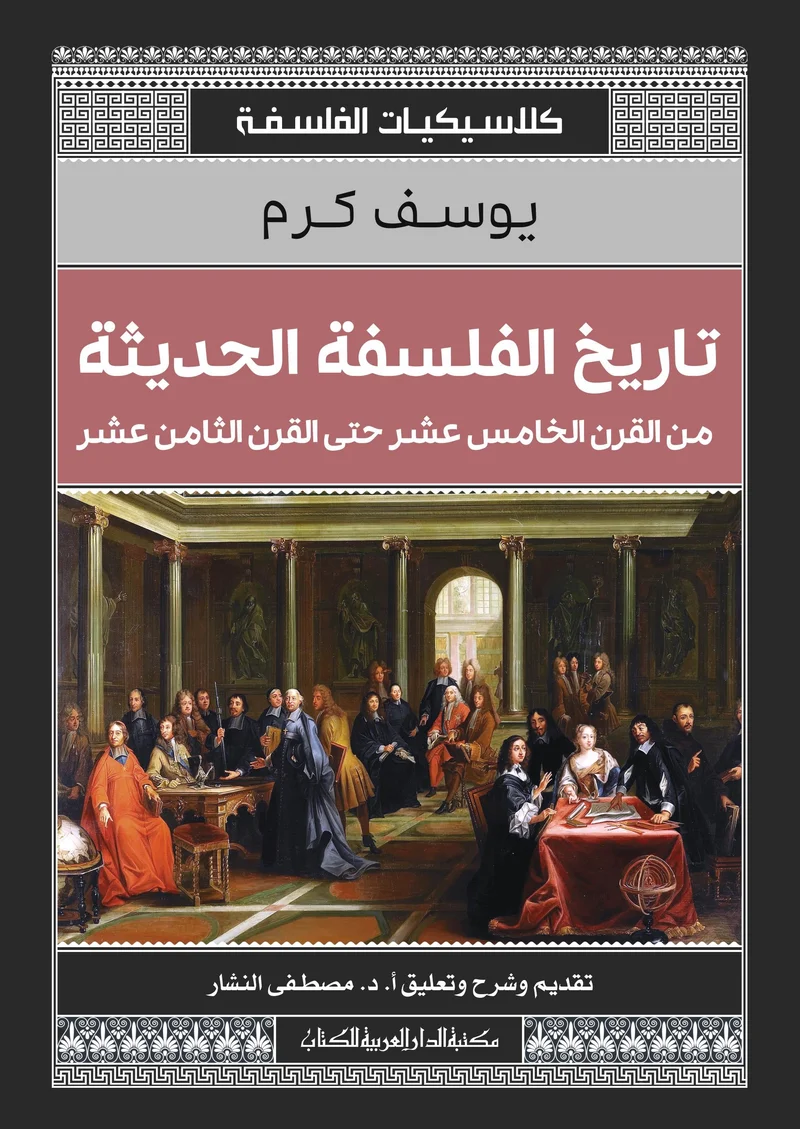 كلاسيكيات الفلسفة
يوسف كرم
تاريخ الفلسفة الحديثة
من القرن الخامس عشر حتى القرن الثامن عشر
تقديم وشرح وتعليق أ. د. مصطفى النشار
مكتبة الدار العربية للكتاب